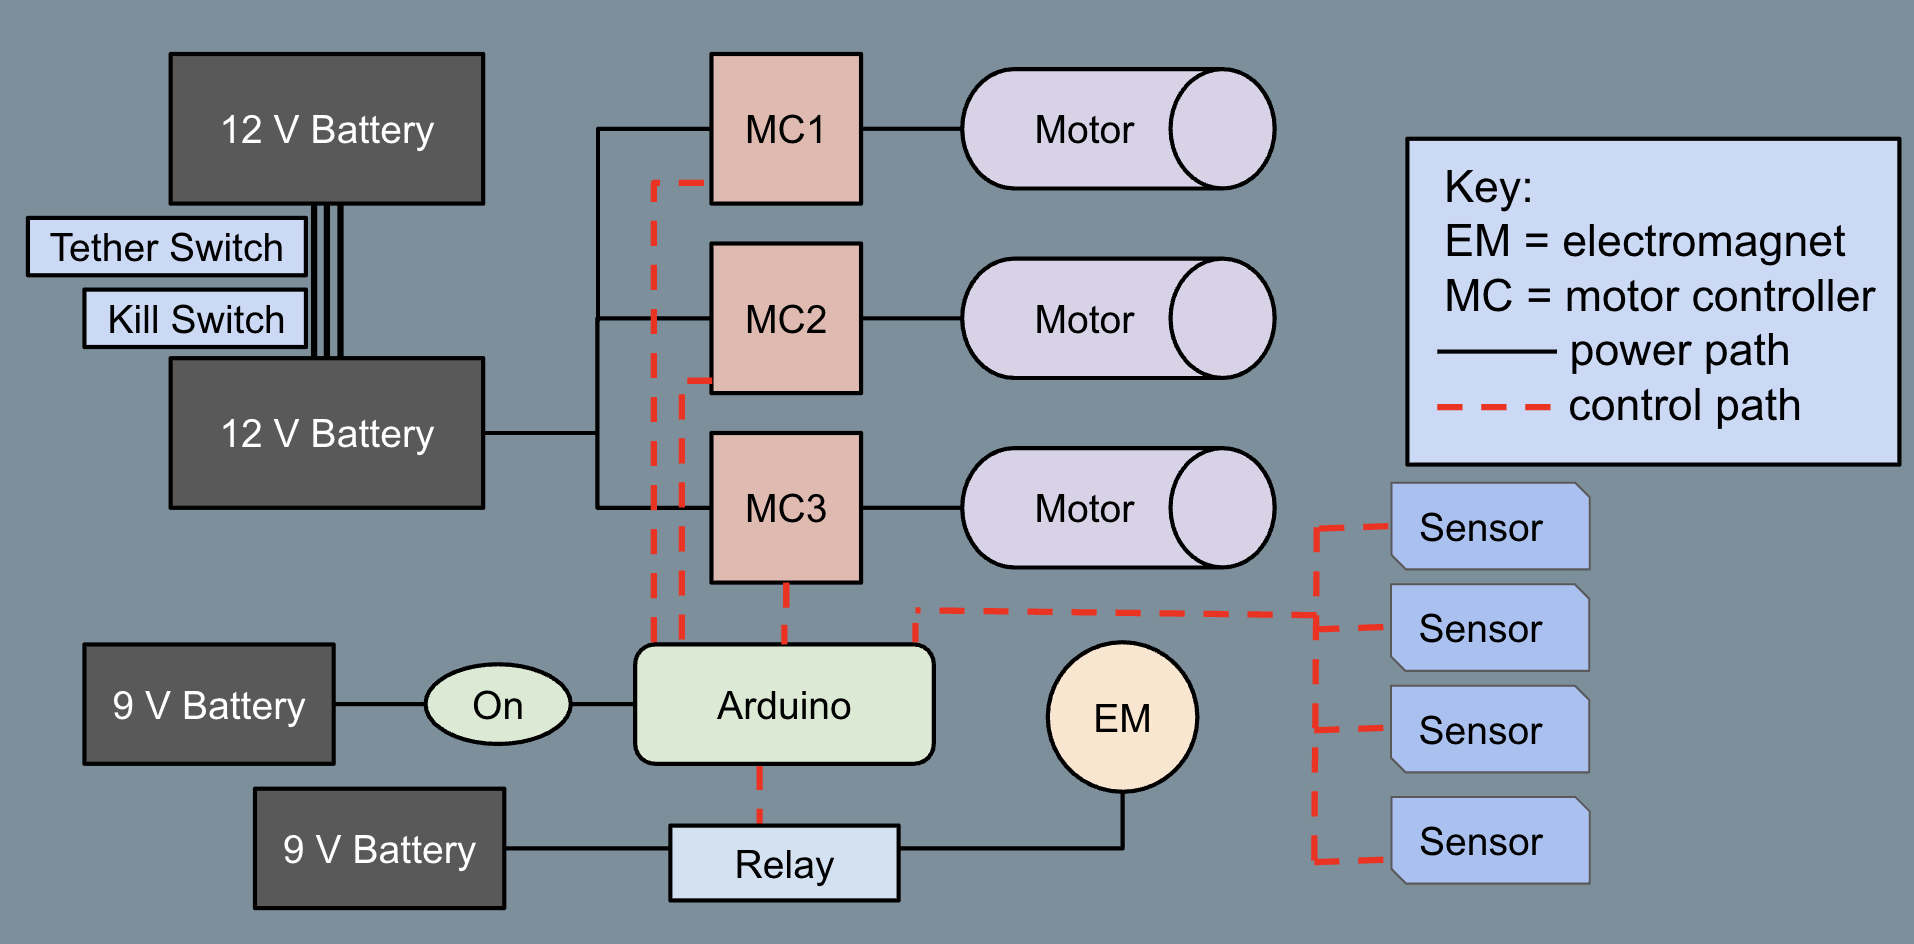 12 V Battery
MC1
Motor
Tether Switch
Kill Switch
MC2
Motor
12 V Battery
MC3
Motor
Key:
EM = electromagnet
MC = motor controller
power path
control path
Sensor
Sensor
Sensor
Sensor
9 V Battery
On
Arduino
EM
9 V Battery
Relay